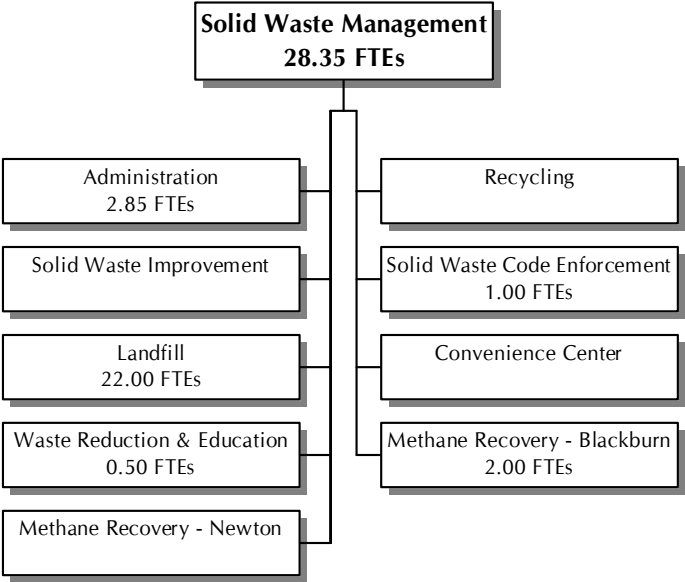 Solid Waste Management
28.35 FTEs
Administration
2.85 FTEs
Recycling
Solid Waste Improvement
Solid Waste Code Enforcement
1.00 FTEs
Landfill
22.00 FTEs
Convenience Center
Waste Reduction & Education
0.50 FTEs
Methane Recovery - Blackburn
2.00 FTEs
Methane Recovery - Newton